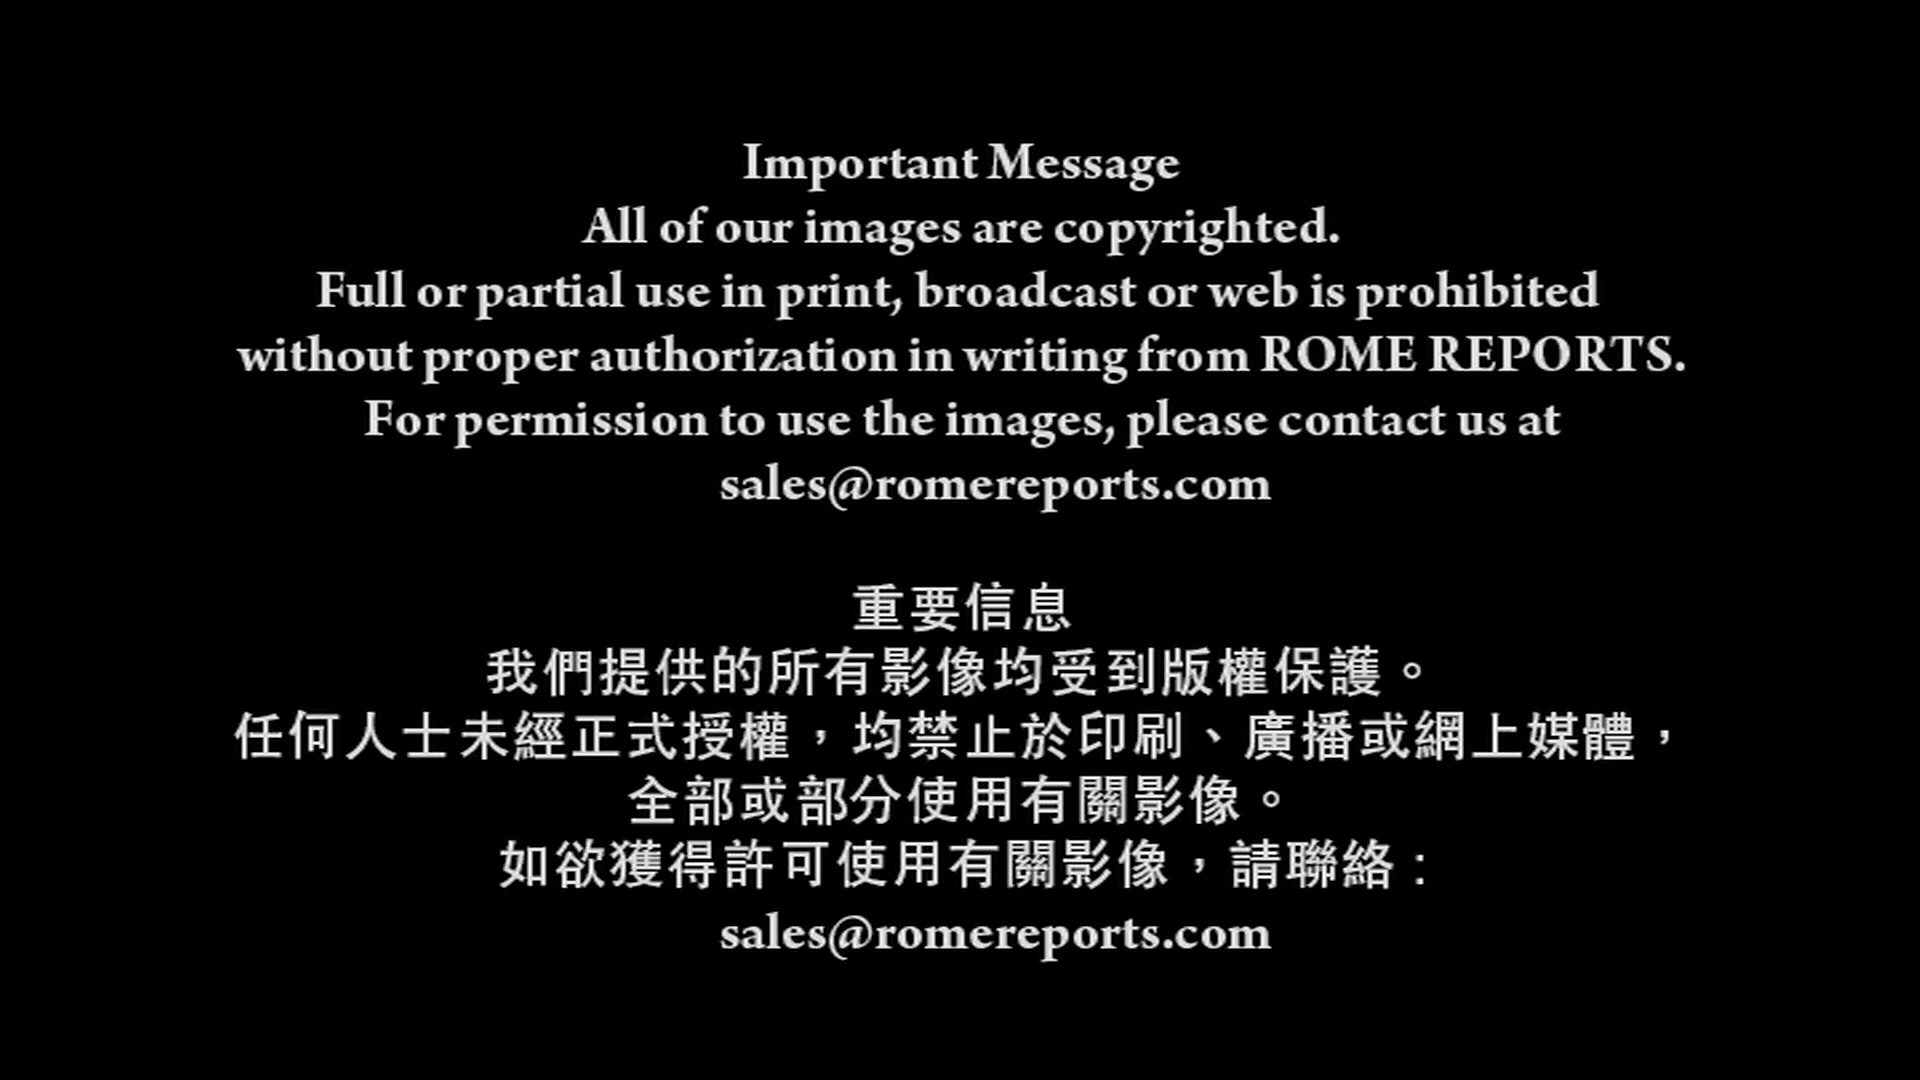 Important Message
All of our images are copyrighted.
Full or partial use in print, broadcast or web is prohibited
without proper authorization in writing from ROME REPORTS.
For permission to use the images, please contact us at
sales@romereports.com
重要信息
我們提供的所有影像均受到版權保護。
任何人士未經正式授權，均禁止於印刷、廣播或網上媒體，
全部或部分使用有關影像。
如欲獲得許可使用有關影像，請聯絡：
sales@romereports.com